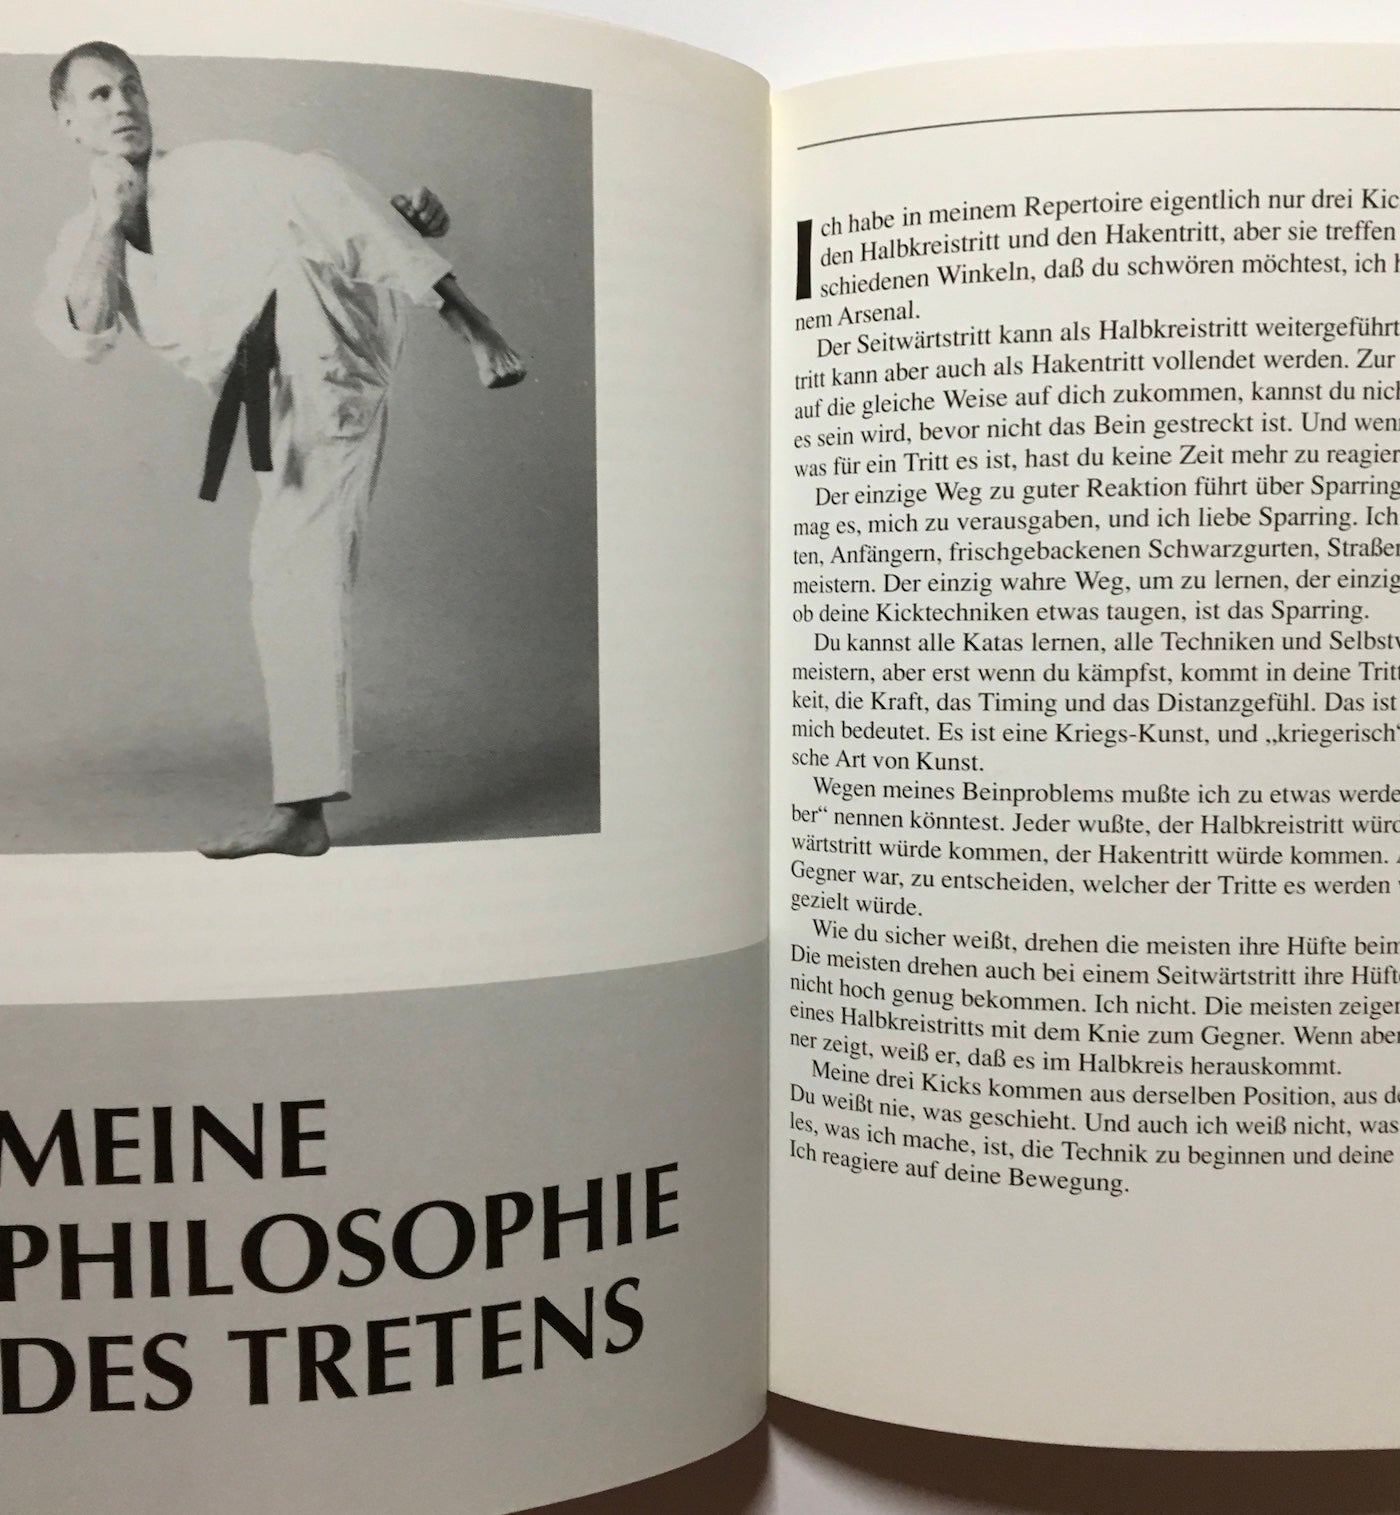 MEINE
PHILOSOPHIE
DES TRETENS
Ich habe in meinem Repertoire eigentlich nur drei Kic
den Halbkreistritt und den Hakentritt, aber sie treffen
schiedenen Winkeln, daß du schwören möchtest, ich h
nem Arsenal.
Der Seitwärtstritt kann als Halbkreistritt weitergeführt
tritt kann aber auch als Hakentritt vollendet werden. Zur
auf die gleiche Weise auf dich zukommen, kannst du nich
es sein wird, bevor nicht das Bein gestreckt ist. Und wenn
was für ein Tritt es ist, hast du keine Zeit mehr zu reagier
Der einzige Weg zu guter Reaktion führt über Sparring
mag es, mich zu verausgaben, und ich liebe Sparring. Ich
ten, Anfängern, frischgebackenen Schwarzgurten, Straßen
meistern. Der einzig wahre Weg, um zu lernen, der einzig
ob deine Kicktechniken etwas taugen, ist das Sparring.
Du kannst alle Katas lernen, alle Techniken und Selbstv
meistern, aber erst wenn du kämpfst, kommt in deine Tritt
keit, die Kraft, das Timing und das Distanzgefühl. Das ist
mich bedeutet. Es ist eine Kriegs-Kunst, und „kriegerisch“
sche Art von Kunst.
Wegen meines Beinproblems mußte ich zu etwas werde
ber“ nennen könntest. Jeder wußte, der Halbkreistritt würd
wärtstritt würde kommen, der Hakentritt würde kommen. A
Gegner war, zu entscheiden, welcher der Tritte es werden w
gezielt würde.
Wie du sicher weißt, drehen die meisten ihre Hüfte beim
Die meisten drehen auch bei einem Seitwärtstritt ihre Hüfte
nicht hoch genug bekommen. Ich nicht. Die meisten zeigen
eines Halbkreistritts mit dem Knie zum Gegner. Wenn aber
ner zeigt, weiß er, daß es im Halbkreis herauskommt.
Meine drei Kicks kommen aus derselben Position, aus de
Du weißt nie, was geschieht. Und auch ich weiß nicht, was
les, was ich mache, ist, die Technik zu beginnen und deine
Ich reagiere auf deine Bewegung.